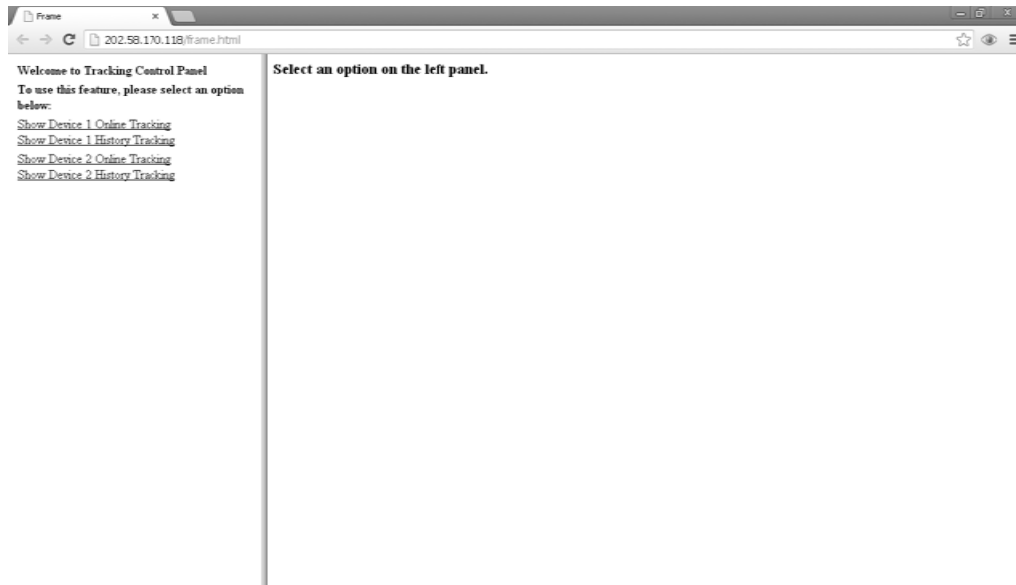 Frame
202.58.170.118/frame.html
Welcome to Tracking Control Panel
To use this feature, please select an option
below:
Show Device 1 Online Tracking
Show Device 1 History Tracking
Show Device 2 Online Tracking
Show Device 2 History Tracking
Select an option on the left panel.